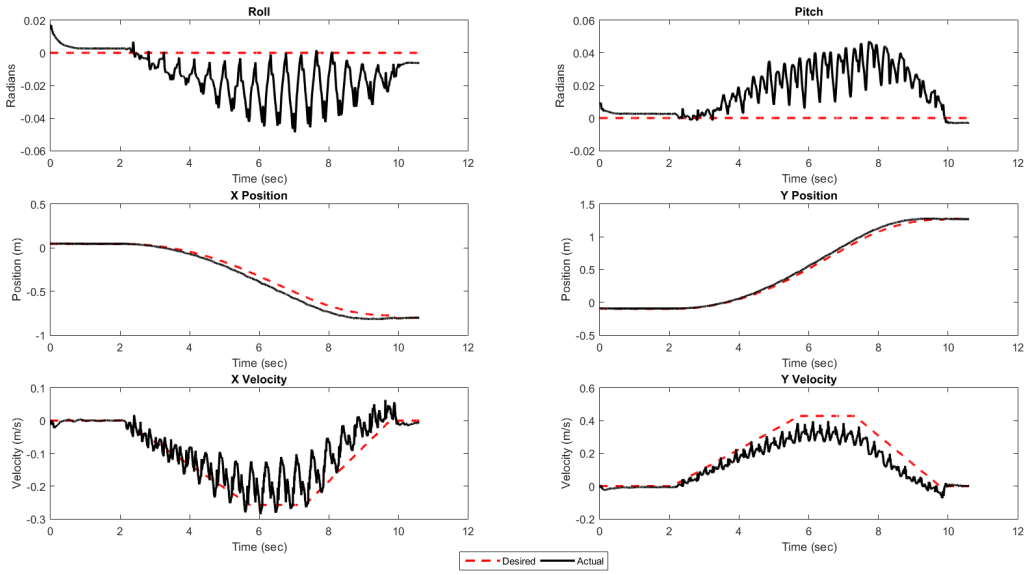 Roll
0.02
0
-0.02
-0.04
-0.06
Radians
0 2 4 6 8 10 12
Time (sec)
Pitch
0.06
0.04
0.02
0
-0.02
Radians
0 2 4 6 8 10 12
Time (sec)
X Position
0.5
0
-0.5
-1
Position (m)
0 2 4 6 8 10 12
Time (sec)
Y Position
1.5
1
0.5
0
-0.5
Position (m)
0 2 4 6 8 10 12
Time (sec)
X Velocity
0.1
0
-0.1
-0.2
-0.3
Velocity (m/s)
0 2 4 6 8 10 12
Time (sec)
Y Velocity
0.6
0.4
0.2
0
-0.2
Velocity (m/s)
0 2 4 6 8 10 12
Time (sec)
Desired Actual